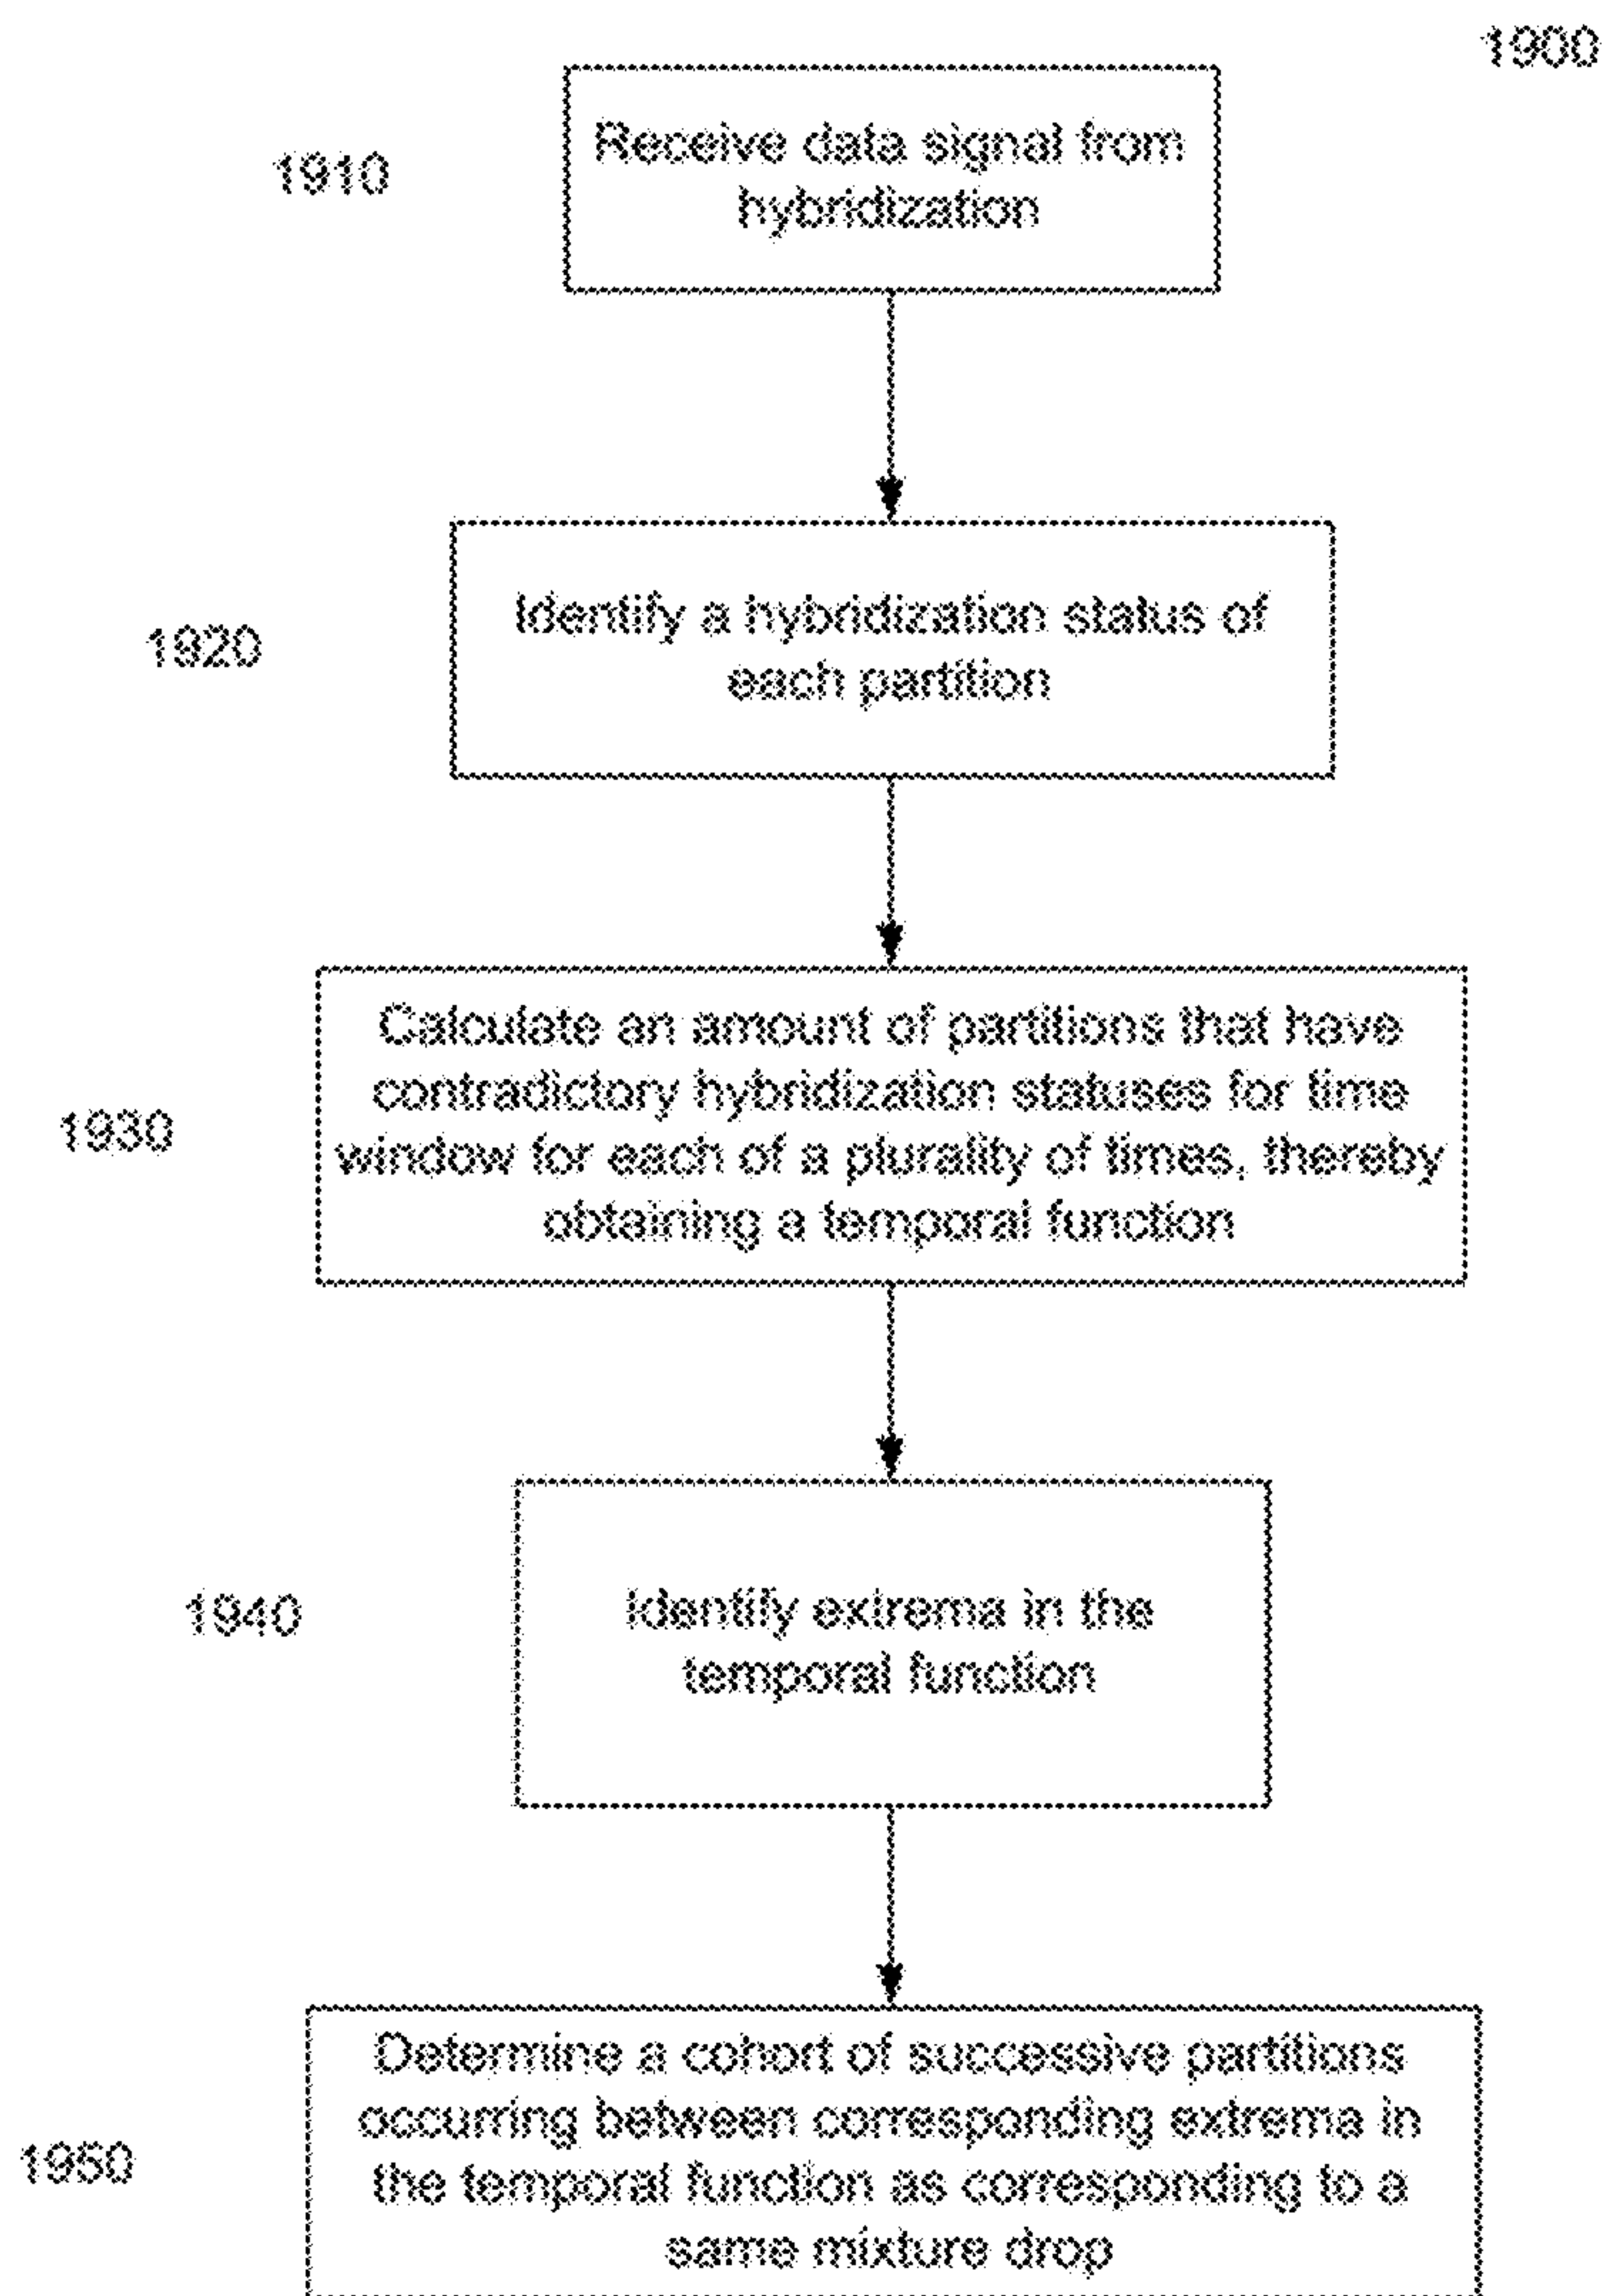 1900
1910
Receive data signal from
hybridization
1920
Identify a hybridization status of
each partition
1930
Calculate an amount of partitions that have
contradictory hybridization statuses for time
window for each of a plurality of times, thereby
obtaining a temporal function
1940
Identify extrema in the
temporal function
1950
Determine a cohort of successive partitions
occurring between corresponding extrema in
the temporal function as corresponding to a
same mixture drop